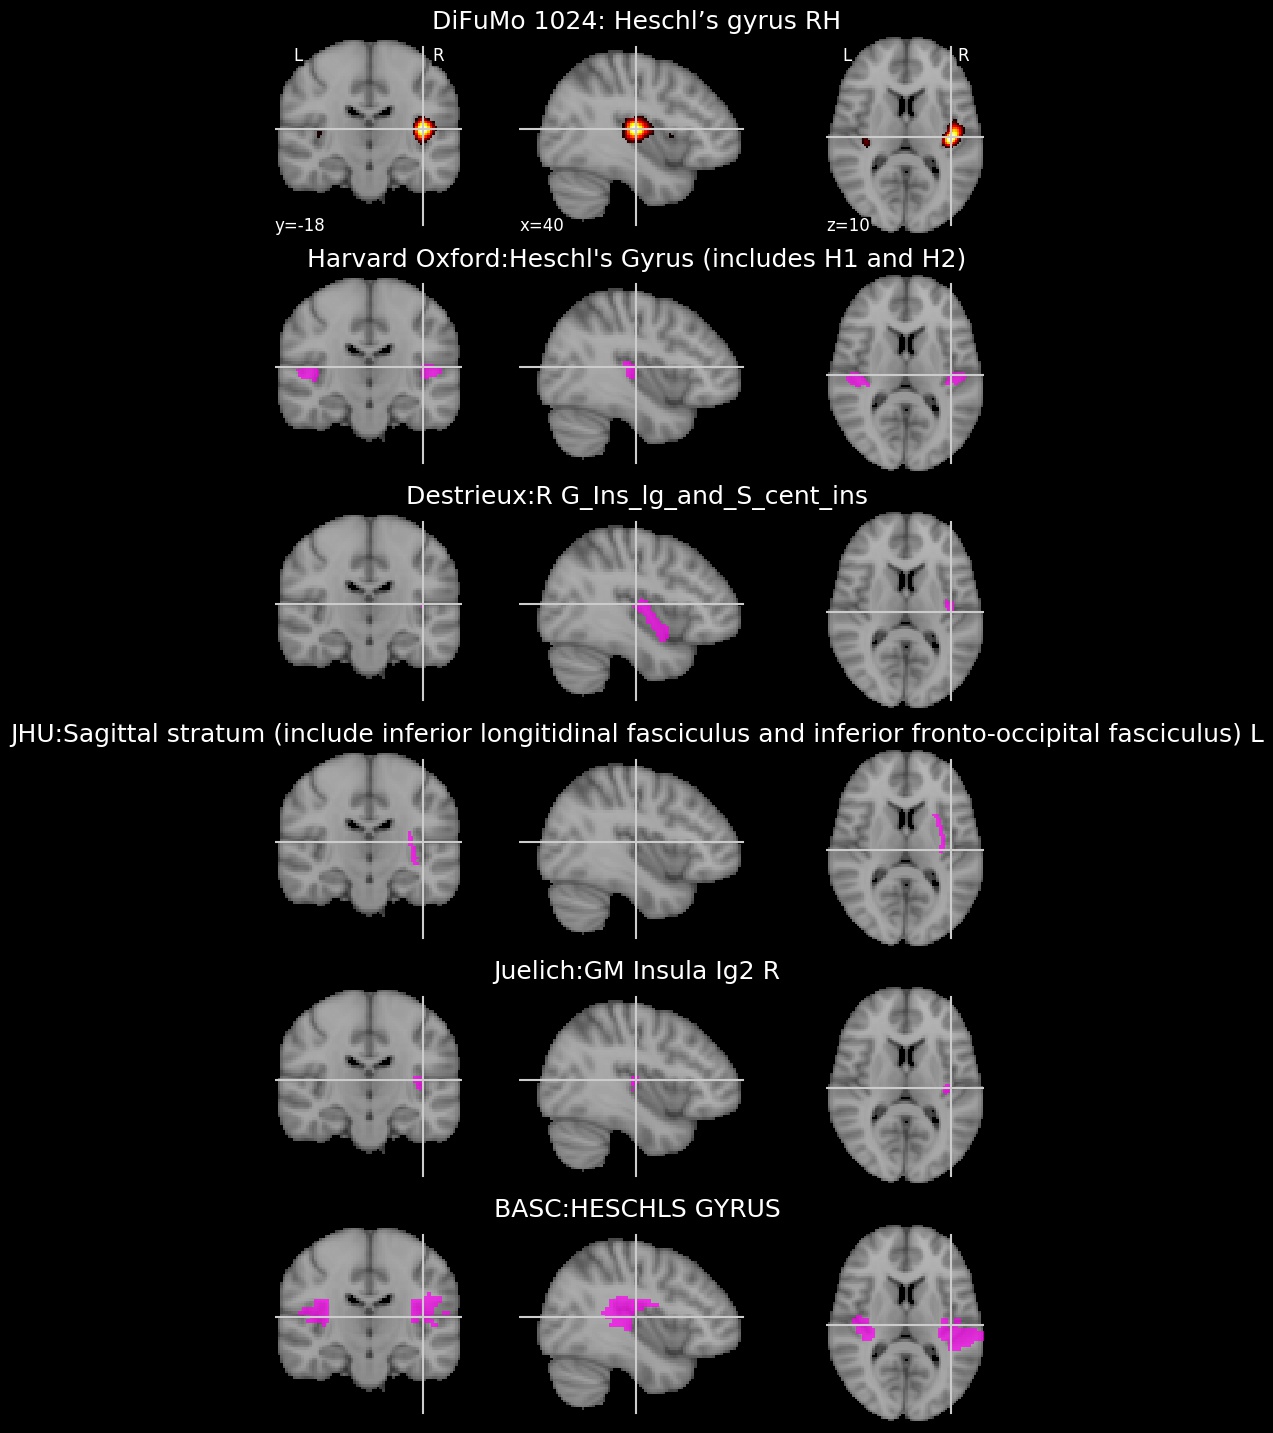 DiFuMo 1024: Heschl’s gyrus RH
L R L R
y=-18 x=40 z=10
Harvard Oxford:Heschl's Gyrus (includes H1 and H2)
Destrieux:R G_Ins_lg_and_S_cent_ins
JHU:Sagittal stratum (include inferior longitidinal fasciculus and inferior fronto-occipital fasciculus) L
Juelich:GM Insula Ig2 R
BASC:HESCHLS GYRUS